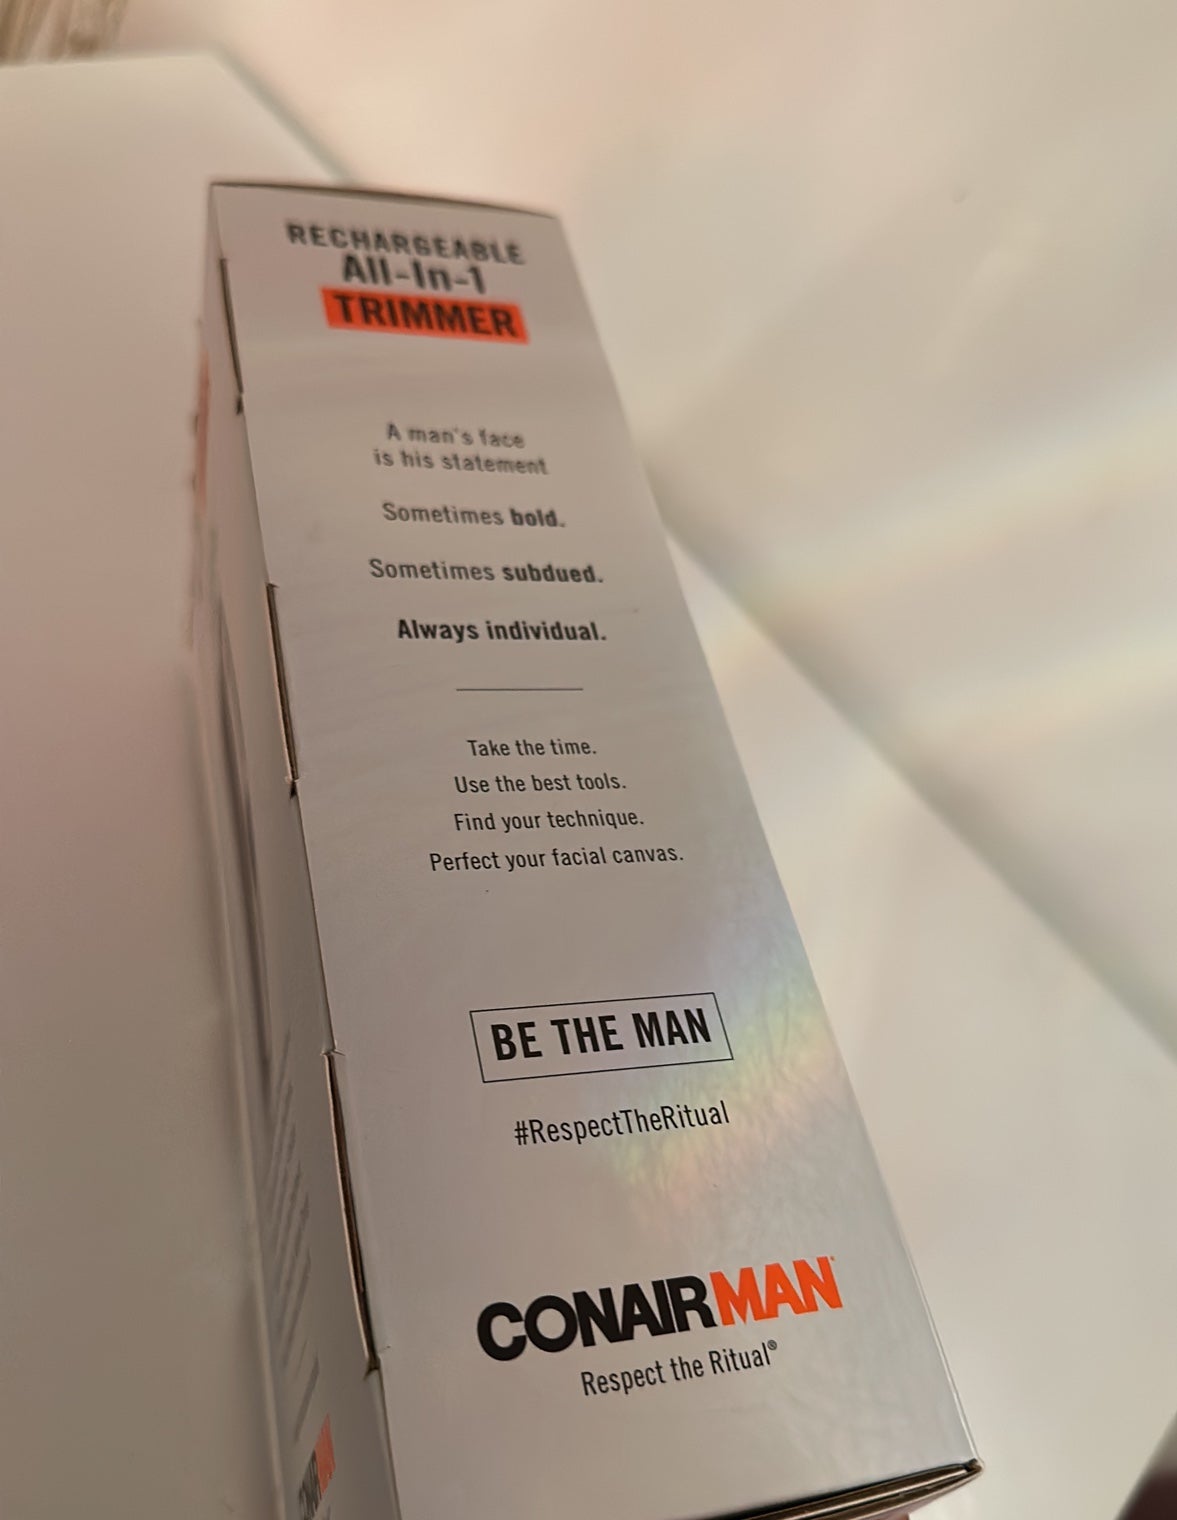 RECHARGEABLE
All-In-1
TRIMMER
A man's face
is his statement
Sometimes bold.
Sometimes subdued.
Always individual.
Take the time.
Use the best tools.
Find your technique.
Perfect your facial canvas.
BE THE MAN
#RespectTheRitual
CONAIRMAN
Respect the Ritual®
CONAIRMAN